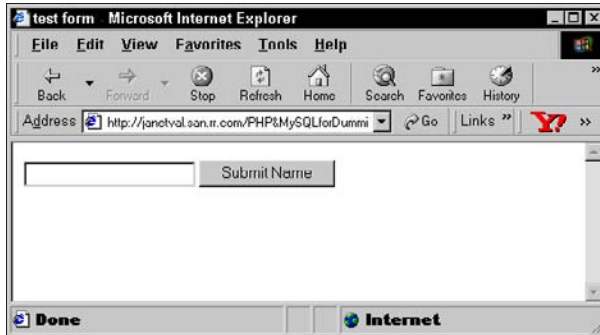 test form - Microsoft Internet Explorer
File Edit View Favorites Tools Help
Back Forward Stop Refresh Home Search Favorites History »
Address http://janetval.san.rr.com/PHP&MySQLforDummi Go Links » Y? »
Submit Name
Done Internet